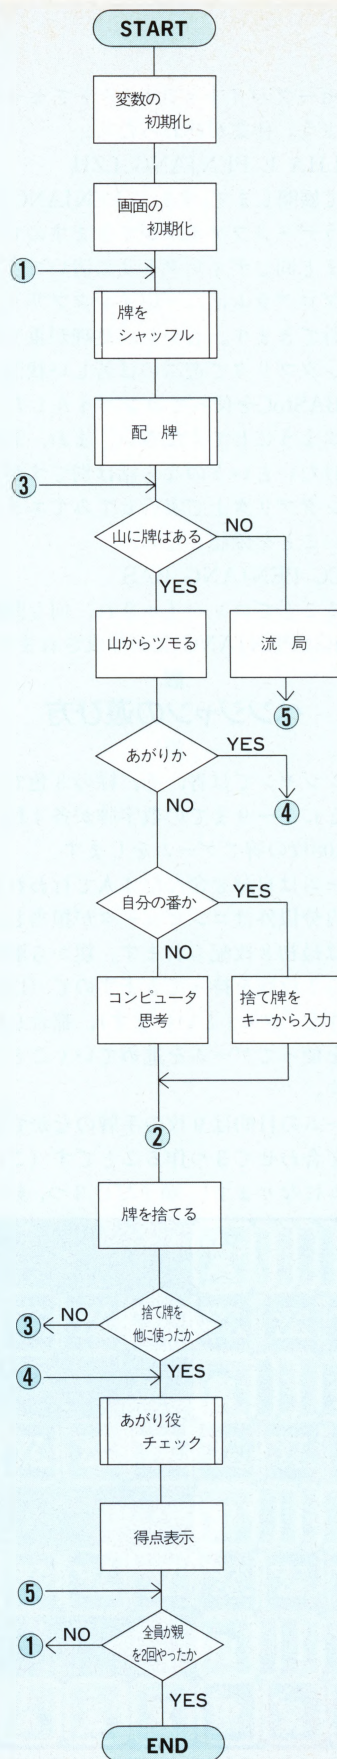 START
変数の
初期化
画面の
初期化
①
牌を
シャッフル
配 牌
③
山に牌はある
NO
YES
山からツモる
流 局
⑤
あがりか
YES
④
NO
自分の番か
YES
NO
コンピュータ
思考
捨て牌を
キーから入力
②
牌を捨てる
捨て牌を
他に使ったか
③
NO
YES
④
あがり役
チェック
得点表示
⑤
全員が親
を2回やったか
①
NO
YES
END